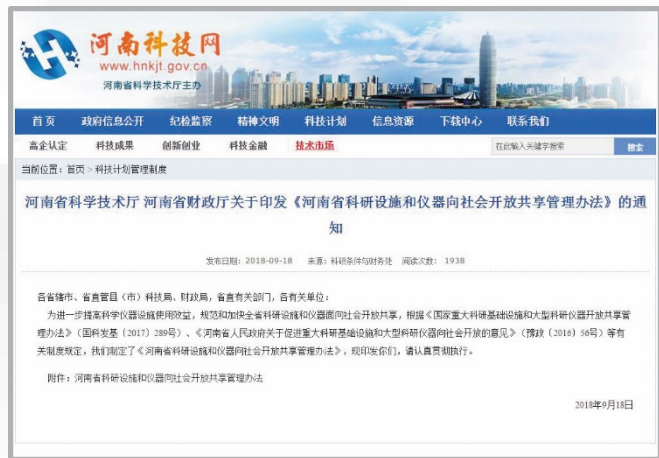 河南科技网
www.hnkjt.gov.cn
河南省科学技术厅主办
首页 政府信息公开 纪检监察 精神文明 科技计划 信息资源 下载中心 联系我们
高企认定 科技成果 创新创业 科技金融 技术市场 在此输入关键字搜索 搜索
当前位置：首页 > 科技计划管理制度
河南省科学技术厅 河南省财政厅关于印发《河南省科研设施和仪器向社会开放共享管理办法》的通
知
发布日期：2018-09-18 来源：科研条件与财务处 阅读次数：1938
各省辖市、省直管县（市）科技局、财政局，省直有关部门，各有关单位：
为进一步提高科学仪器设施使用效益，规范和加快全省科研设施和仪器面向社会开放共享，根据《国家重大科研基础设施和大型科研仪器开放共享管
理办法》（国科发基〔2017〕289号）、《河南省人民政府关于促进重大科研基础设施和大型科研仪器向社会开放的意见》（豫政〔2016〕56号）等有
关制度规定，我们制定了《河南省科研设施和仪器向社会开放共享管理办法》，现印发你们，请认真贯彻执行。
附件：河南省科研设施和仪器向社会开放共享管理办法
2018年9月18日